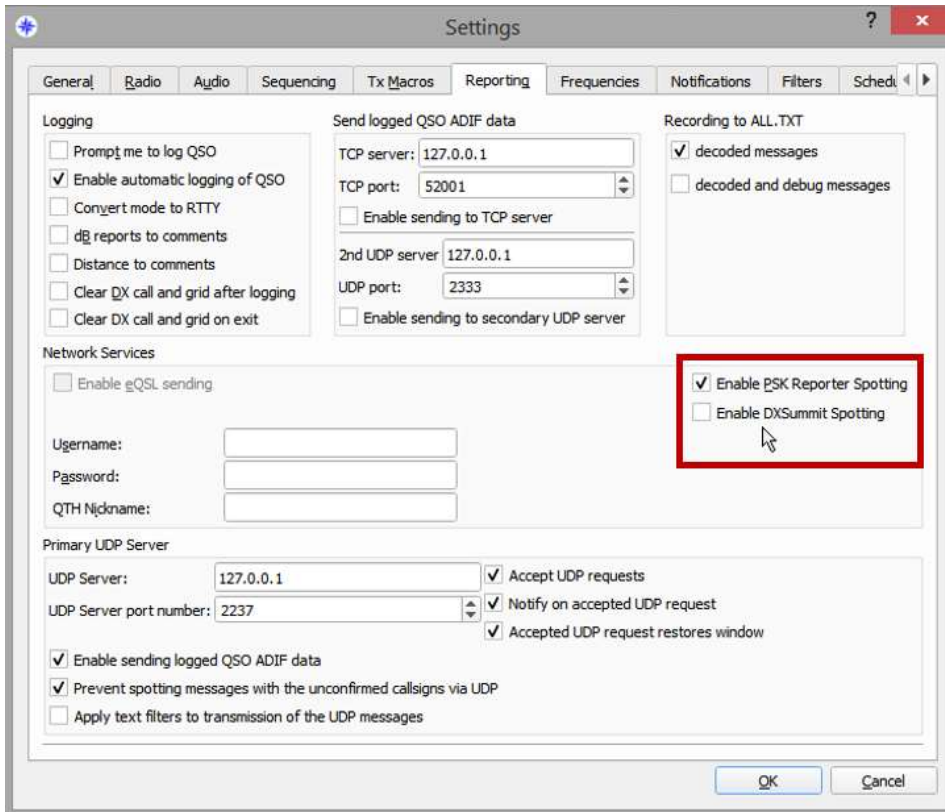 Settings
?
General Radio Audio Sequencing Tx Macros Reporting Frequencies Notifications Filters Schedu
Logging
Prompt me to log QSO
Enable automatic logging of QSO
Convert mode to RTTY
dB reports to comments
Distance to comments
Clear DX call and grid after logging
Clear DX call and grid on exit
Send logged QSO ADIF data
TCP server: 127.0.0.1
TCP port: 52001
Enable sending to TCP server
2nd UDP server 127.0.0.1
UDP port: 2333
Enable sending to secondary UDP server
Recording to ALL.TXT
decoded messages
decoded and debug messages
Network Services
Enable eQSL sending
Username:
Password:
QTH Nickname:
Enable PSK Reporter Spotting
Enable DXSummit Spotting
Primary UDP Server
UDP Server: 127.0.0.1
UDP Server port number: 2237
Accept UDP requests
Notify on accepted UDP request
Accepted UDP request restores window
Enable sending logged QSO ADIF data
Prevent spotting messages with the unconfirmed callsigns via UDP
Apply text filters to transmission of the UDP messages
OK
Cancel